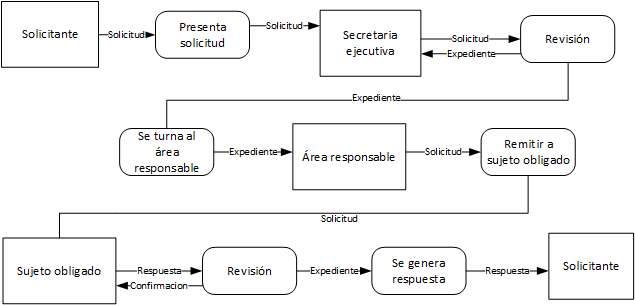 Solicitante
Solicitud
Presenta
solicitud
Solicitud
Secretaria
ejecutiva
Solicitud
Expediente
Revisión
Expediente
Se turna al
área
responsable
Expediente
Área responsable
Solicitud
Remitir a
sujeto obligado
Solicitud
Sujeto obligado
Respuesta
Confirmacion
Revisión
Expediente
Se genera
respuesta
Respuesta
Solicitante